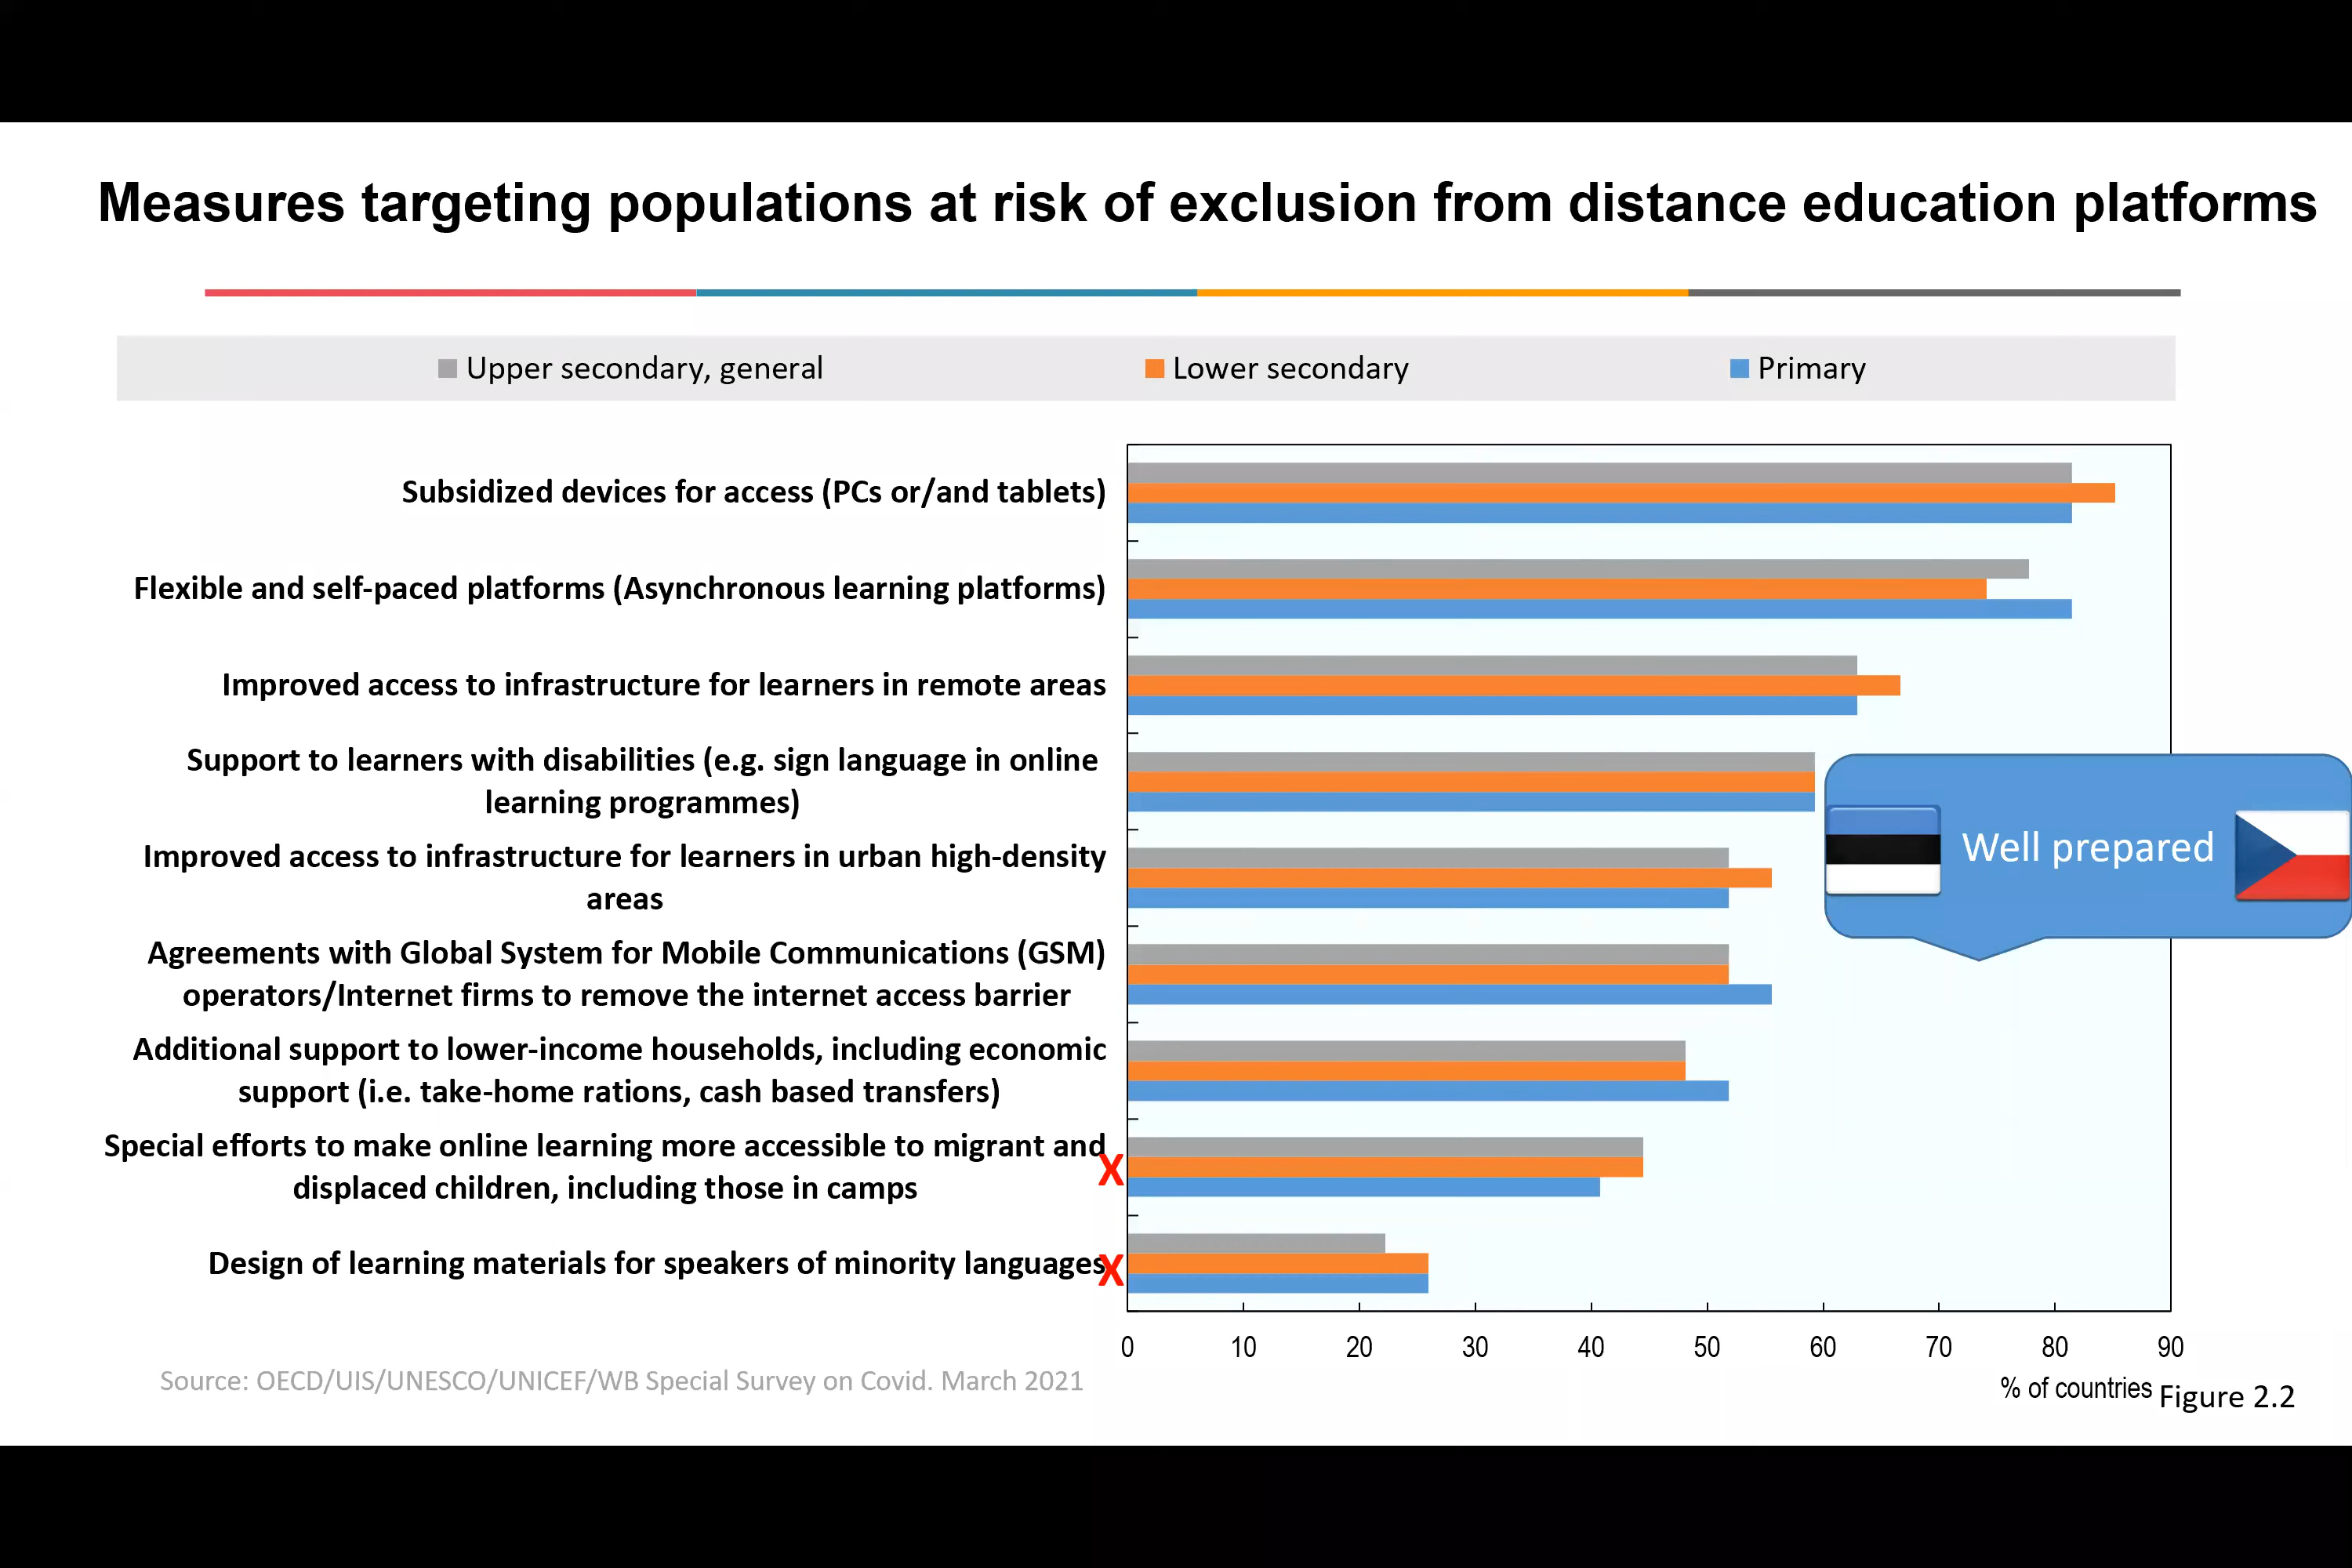 Measures targeting populations at risk of exclusion from distance education platforms
Upper secondary, general
Lower secondary
Primary
Subsidized devices for access (PCs or/and tablets)
Flexible and self-paced platforms (Asynchronous learning platforms)
Improved access to infrastructure for learners in remote areas
Support to learners with disabilities (e.g. sign language in online
learning programmes)
Improved access to infrastructure for learners in urban high-density
areas
Well prepared
Agreements with Global System for Mobile Communications (GSM)
operators/Internet firms to remove the internet access barrier
Additional support to lower-income households, including economic
support (i.e. take-home rations, cash based transfers)
Special efforts to make online learning more accessible to migrant and
displaced children, including those in camps
X
Design of learning materials for speakers of minority languages
X
0 10 20 30 40 50 60 70 80 90
% of countries
Figure 2.2
Source: OECD/UIS/UNESCO/UNICEF/WB Special Survey on Covid. March 2021